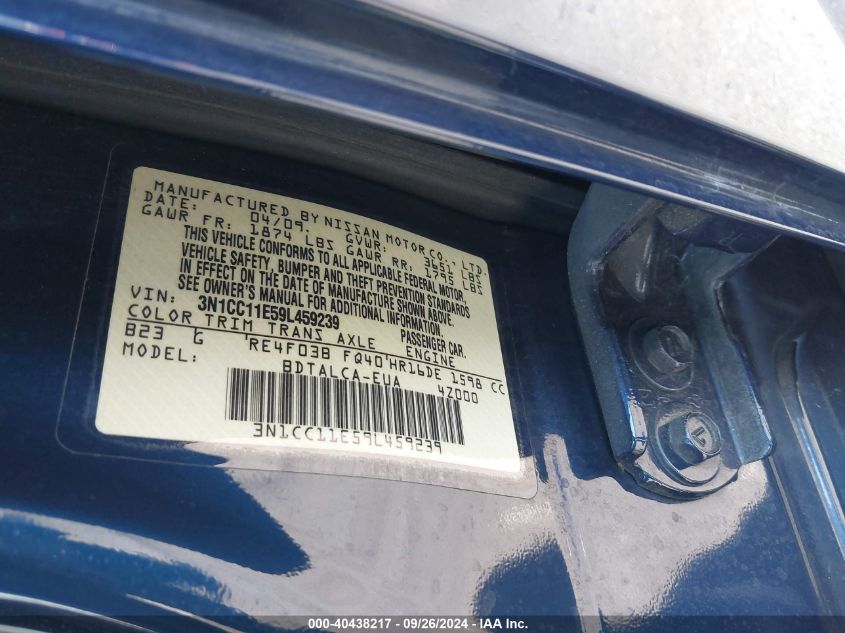 MANUFACTURED BY NISSAN MOTOR CO., LTD.
DATE: 04/09. GVWR: 3651 LBS
GAWR FR: 1874 LBS GAWR RR: 1795 LBS
THIS VEHICLE CONFORMS TO ALL APPLICABLE FEDERAL MOTOR
VEHICLE SAFETY, BUMPER AND THEFT PREVENTION STANDARDS
IN EFFECT ON THE DATE OF MANUFACTURE SHOWN ABOVE.
SEE OWNER'S MANUAL FOR ADDITIONAL INFORMATION.
VIN: 3N1CC11E59L459239 PASSENGER CAR.
COLOR TRIM TRANS AXLE ENGINE
B23 G 'RE4F03B FQ40'HR16DE 1598 CC
MODEL: BDTALCA-EUA 42000
3N1CC11E59L459239
000-40438217 - 09/26/2024 - IAA Inc.